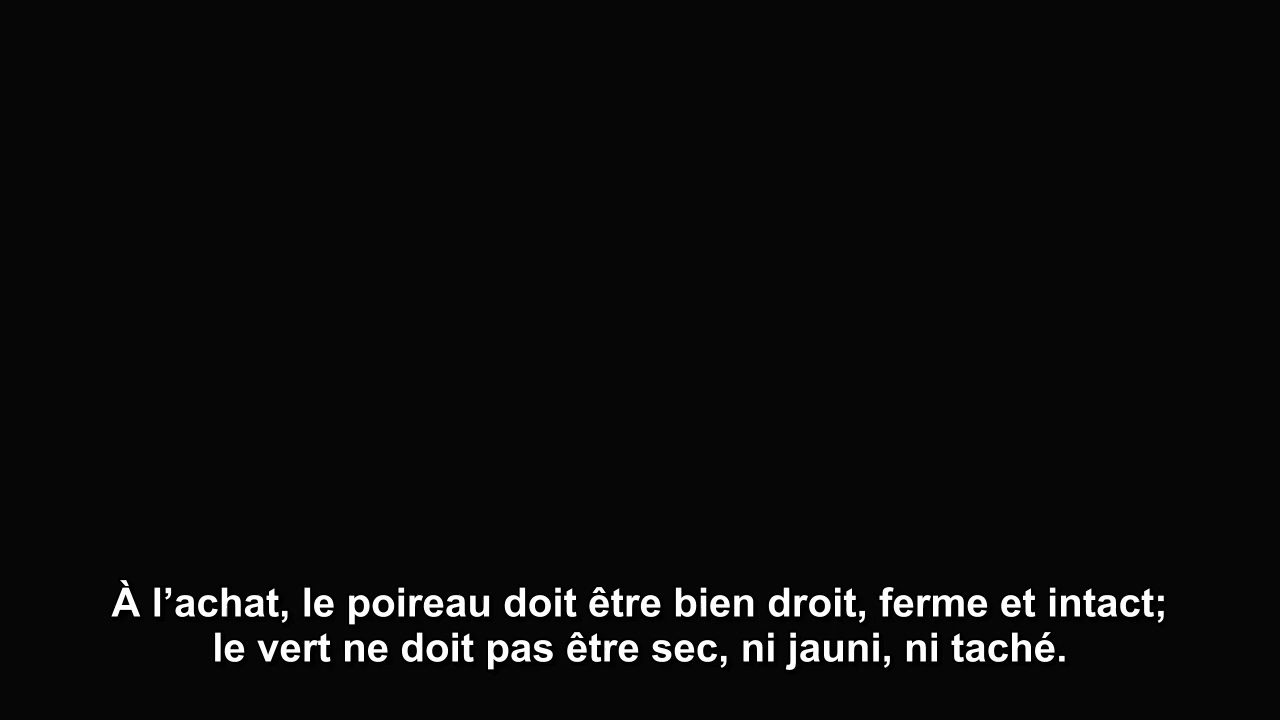 À l’achat, le poireau doit être bien droit, ferme et intact;
le vert ne doit pas être sec, ni jauni, ni taché.